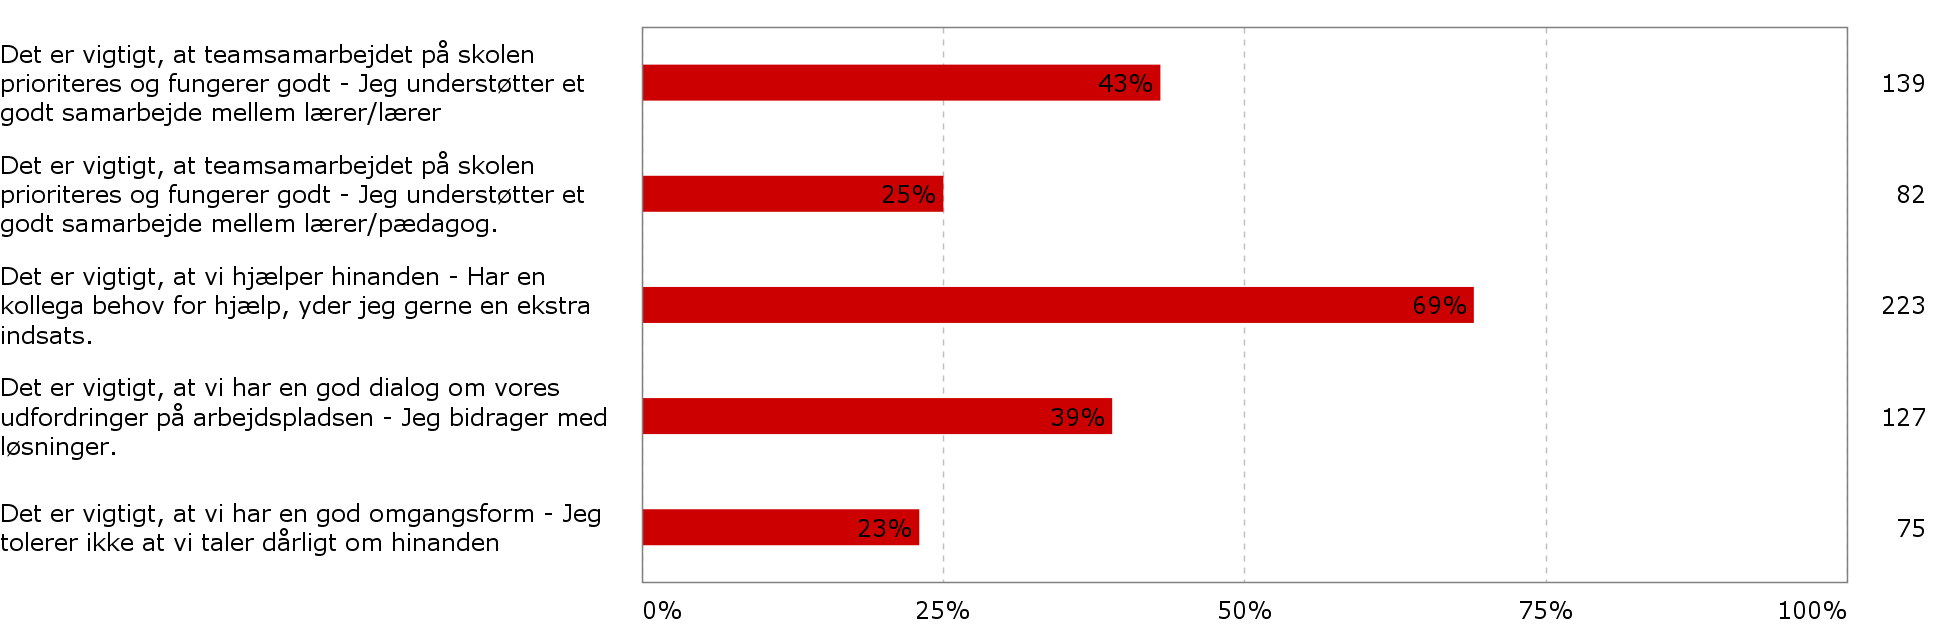 Det er vigtigt, at teamsamarbejdet på skolen
prioriteres og fungerer godt - Jeg understøtter et
godt samarbejde mellem lærer/lærer
43%
139
Det er vigtigt, at teamsamarbejdet på skolen
prioriteres og fungerer godt - Jeg understøtter et
godt samarbejde mellem lærer/pædagog.
25%
82
Det er vigtigt, at vi hjælper hinanden - Har en
kollega behov for hjælp, yder jeg gerne en ekstra
indsats.
69%
223
Det er vigtigt, at vi har en god dialog om vores
udfordringer på arbejdspladsen - Jeg bidrager med
løsninger.
39%
127
Det er vigtigt, at vi har en god omgangsform - Jeg
tolerer ikke at vi taler dårligt om hinanden
23%
75
0% 25% 50% 75% 100%